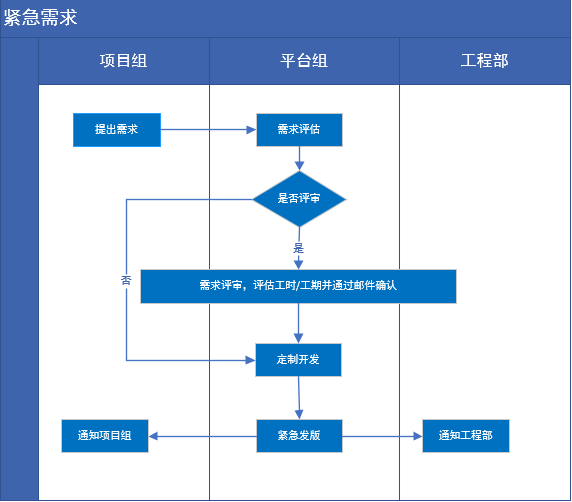 紧急需求
项目组
平台组
工程部
提出需求
需求评估
是否评审
是
否
需求评审，评估工时/工期并通过邮件确认
定制开发
通知项目组
紧急发版
通知工程部